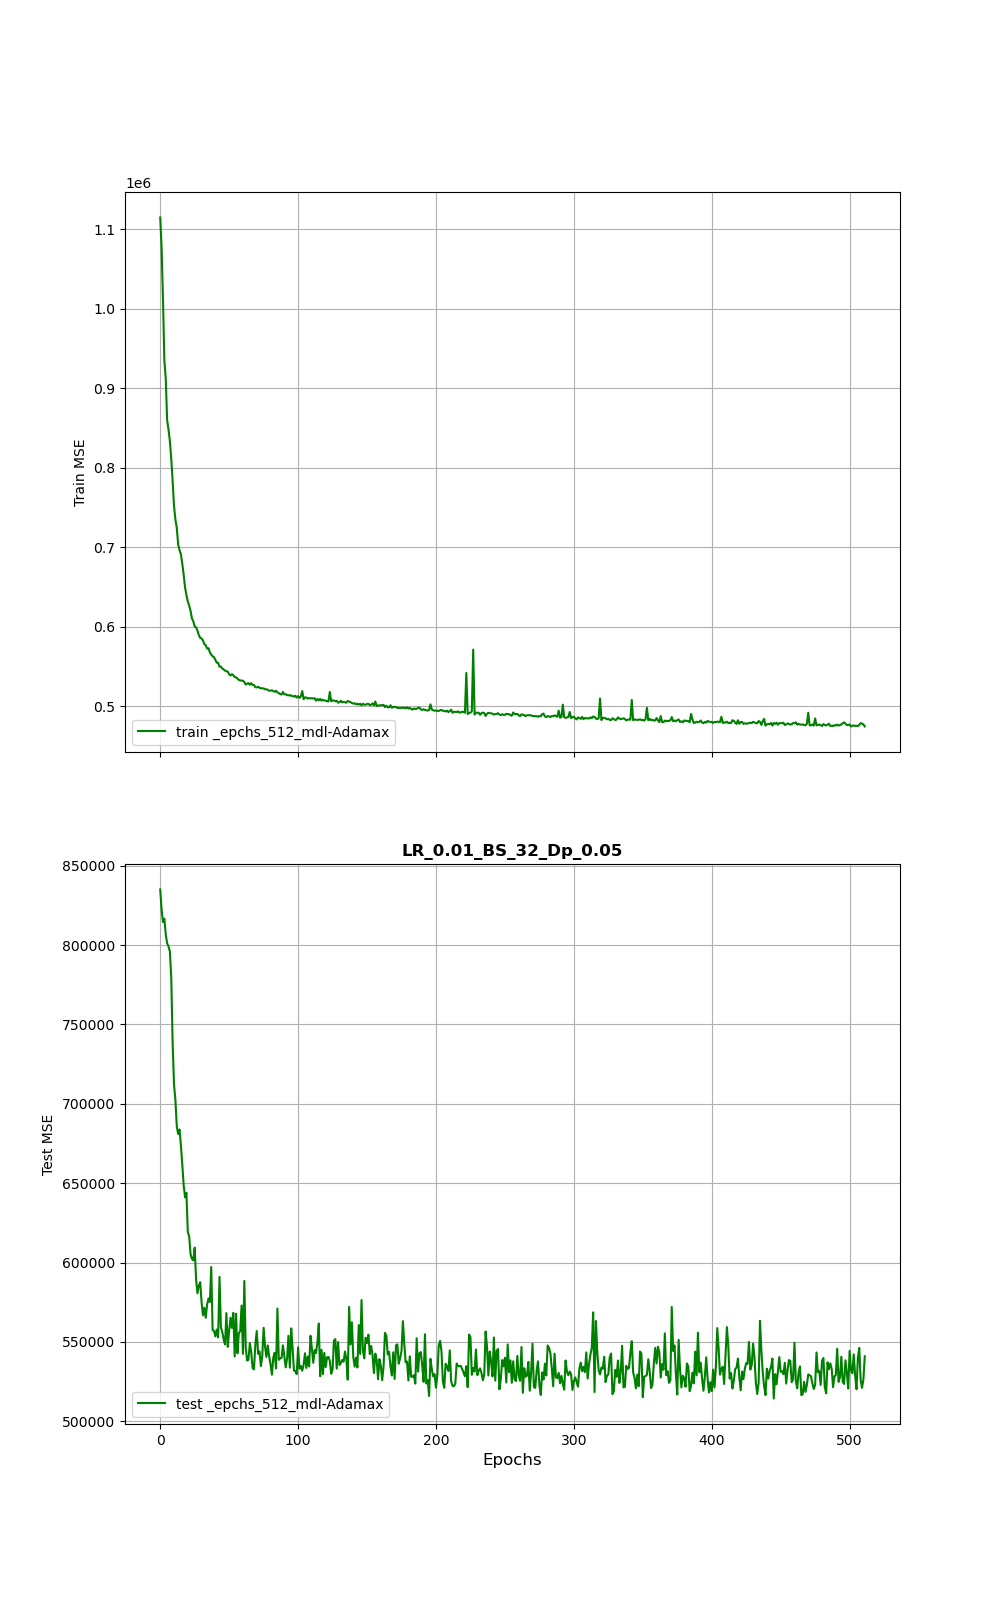 1e6
1.1
1.0
0.9
0.8
0.7
0.6
0.5
Train MSE
train _epchs_512_mdl-Adamax
LR_0.01_BS_32_Dp_0.05
850000
800000
750000
700000
650000
600000
550000
500000
Test MSE
test _epchs_512_mdl-Adamax
0 100 200 300 400 500
Epochs